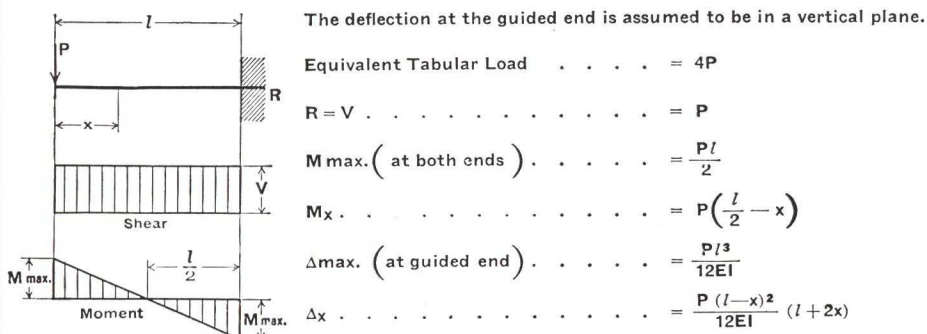 The deflection at the guided end is assumed to be in a vertical plane.
l
P
R
x
Equivalent Tabular Load . . . . = 4P
R = V . . . . . . . . . . . = P
M max. ( at both ends ) . . . . . = Pl/2
V
Shear
Mx . . . . . . . . . . . = P(l/2 — x)
Δmax. ( at guided end ) . . . . . = Pl³/12EI
M max.
l/2
Moment
M max.
Δx . . . . . . . . . . . . = P (l—x)²/12EI (l + 2x)